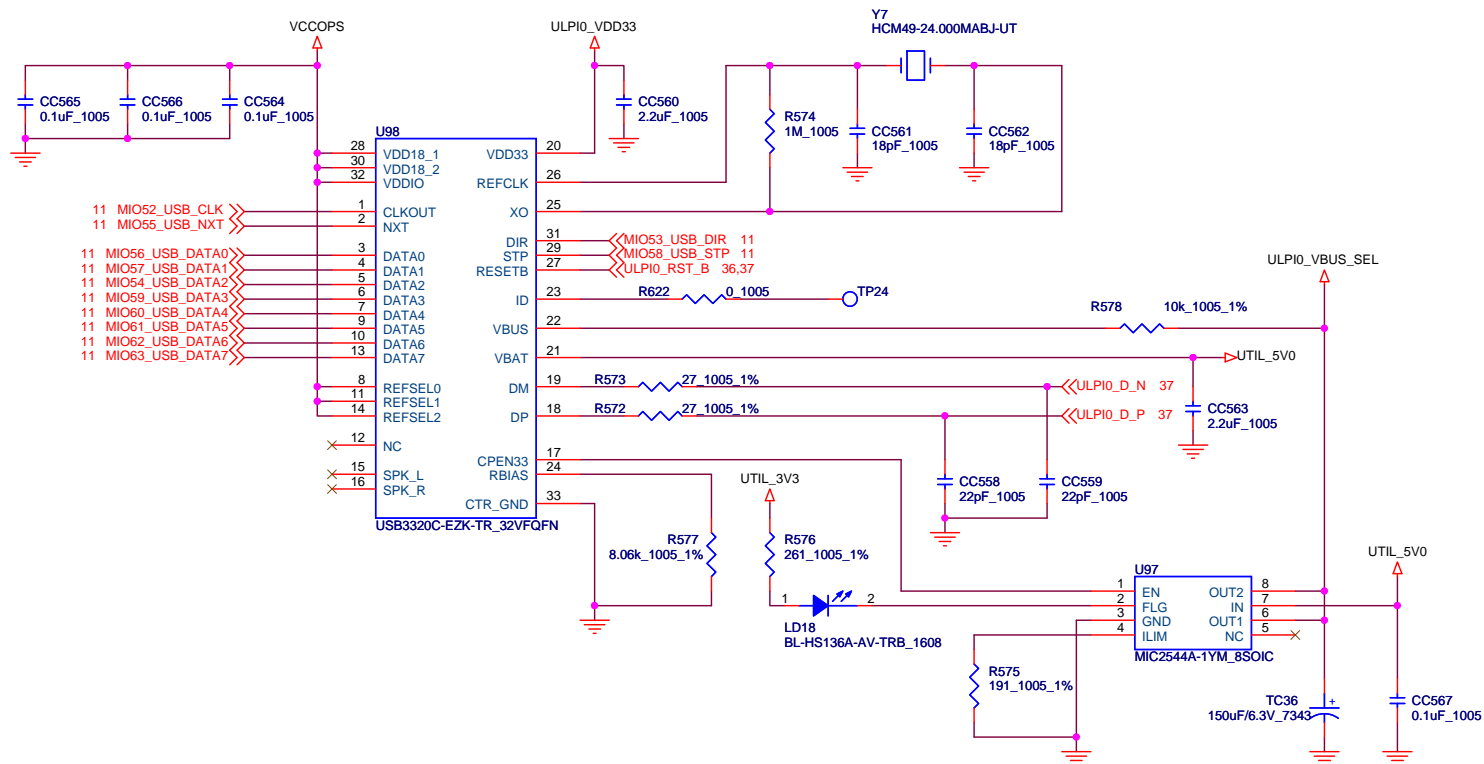 Y7
HCM49-24.000MABJ-UT
VCCOPS
ULPI0_VDD33
CC565
0.1uF_1005
CC566
0.1uF_1005
CC564
0.1uF_1005
CC560
2.2uF_1005
R574
1M_1005
CC561
18pF_1005
CC562
18pF_1005
U98
28 VDD18_1
30 VDD18_2
32 VDDIO
11 MIO52_USB_CLK 1 CLKOUT
11 MIO55_USB_NXT 2 NXT
11 MIO56_USB_DATA0 3 DATA0
11 MIO57_USB_DATA1 4 DATA1
11 MIO54_USB_DATA2 5 DATA2
11 MIO59_USB_DATA3 6 DATA3
11 MIO60_USB_DATA4 7 DATA4
11 MIO61_USB_DATA5 9 DATA5
11 MIO62_USB_DATA6 10 DATA6
11 MIO63_USB_DATA7 13 DATA7
8 REFSEL0
11 REFSEL1
14 REFSEL2
12 NC
15 SPK_L
16 SPK_R
VDD33 20
REFCLK 26
XO 25
DIR 31 MIO53_USB_DIR 11
STP 29 MIO58_USB_STP 11
RESETB 27 ULPI0_RST_B 36,37
ID 23 R622 0_1005 TP24
VBUS 22 R578 10k_1005_1%
ULPI0_VBUS_SEL
VBAT 21 UTIL_5V0
DM 19 R573 27_1005_1% ULPI0_D_N 37
DP 18 R572 27_1005_1% ULPI0_D_P 37
CPEN33 17
RBIAS 24
CTR_GND 33
USB3320C-EZK-TR_32VFQFN
CC563
2.2uF_1005
CC558
22pF_1005
CC559
22pF_1005
UTIL_3V3
R577
8.06k_1005_1%
R576
261_1005_1%
1 2
LD18
BL-HS136A-AV-TRB_1608
UTIL_5V0
U97
1 EN OUT2 8
2 FLG IN 7
3 GND OUT1 6
4 ILIM NC 5
MIC2544A-1YM_8SOIC
R575
191_1005_1%
TC36
150uF/6.3V_7343
+
CC567
0.1uF_1005